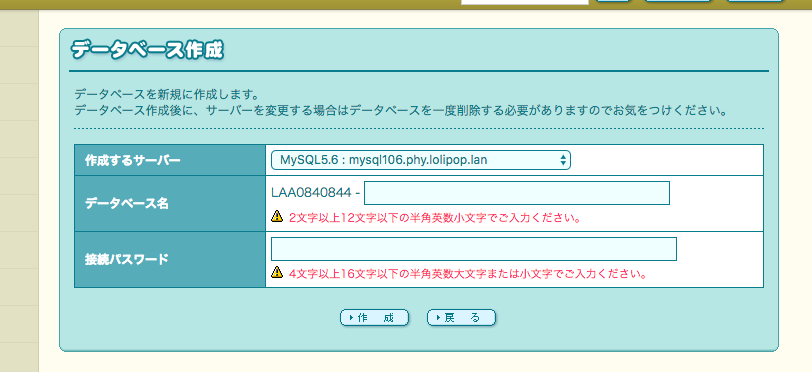 データベース作成
データベースを新規に作成します。
データベース作成後に、サーバーを変更する場合はデータベースを一度削除する必要がありますのでお気をつけください。
作成するサーバー
MySQL5.6 : mysql106.phy.lolipop.lan
データベース名
LAA0840844 -
2文字以上12文字以下の半角英数小文字でご入力ください。
接続パスワード
4文字以上16文字以下の半角英数大文字または小文字でご入力ください。
作 成
戻 る